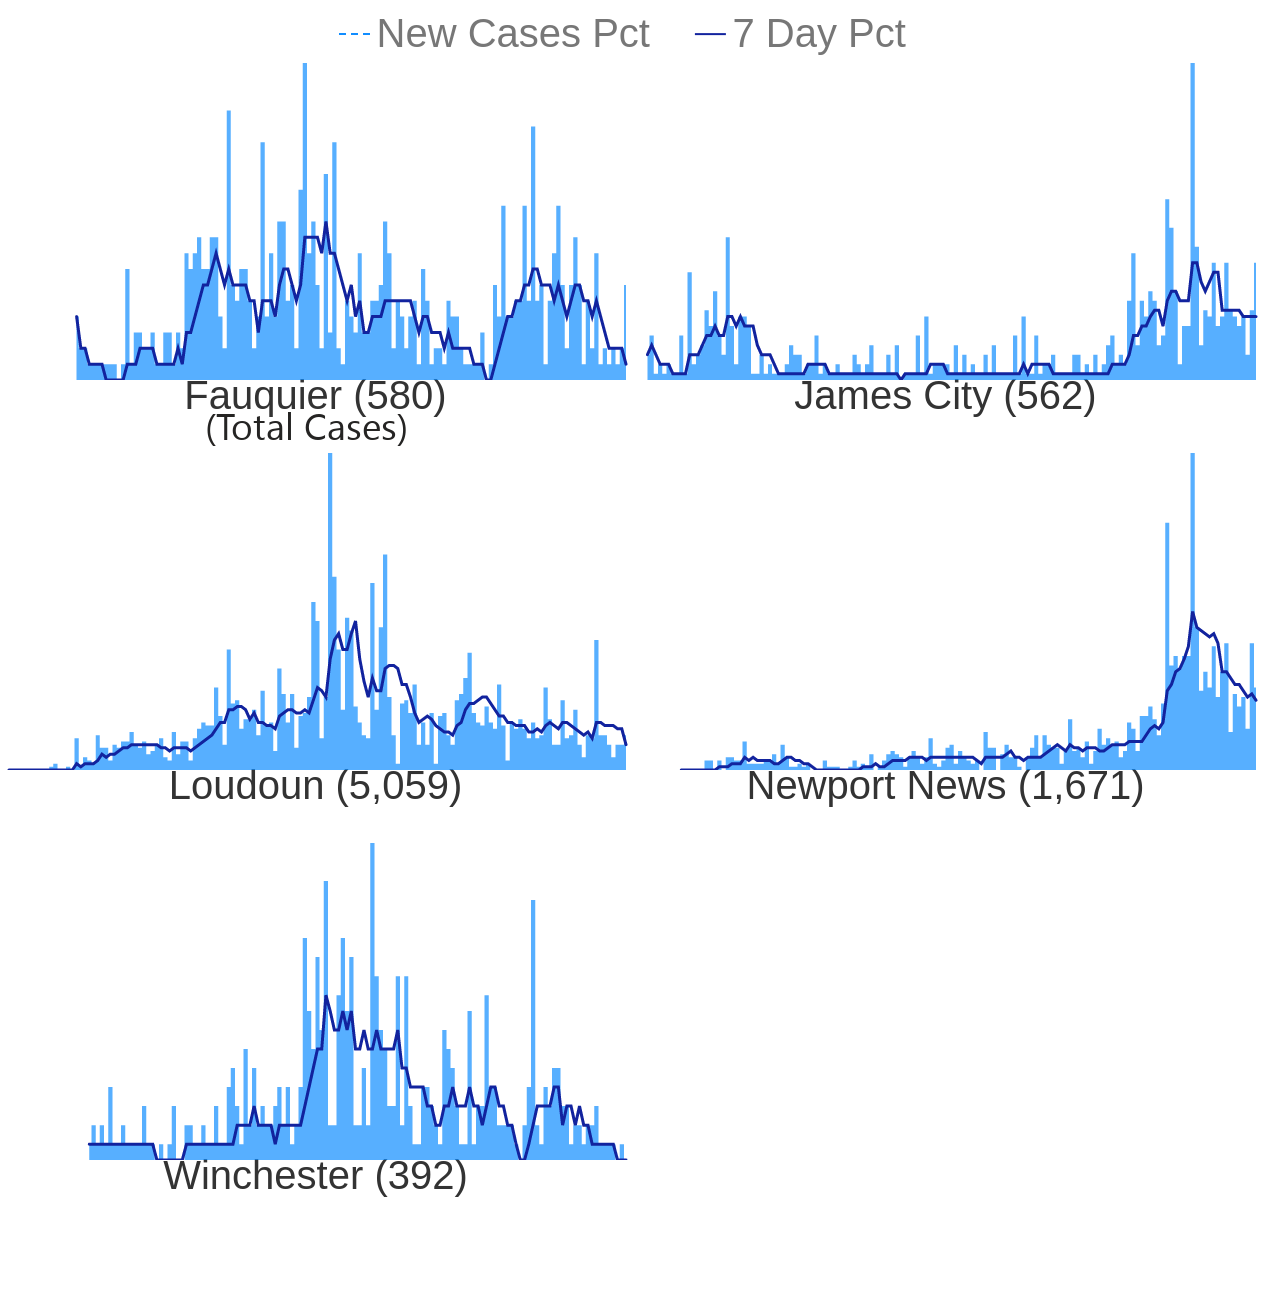 New Cases Pct 7 Day Pct
Fauquier (580) James City (562)
(Total Cases)
Loudoun (5,059) Newport News (1,671)
Winchester (392)